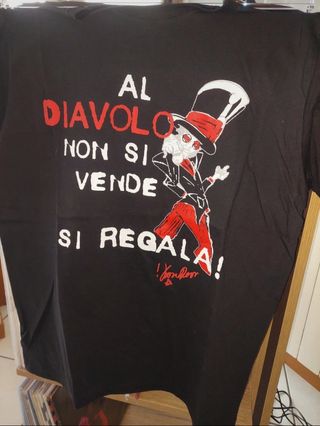 AL
DIAVOLO
NON SI
VENDE
SI REGALA!